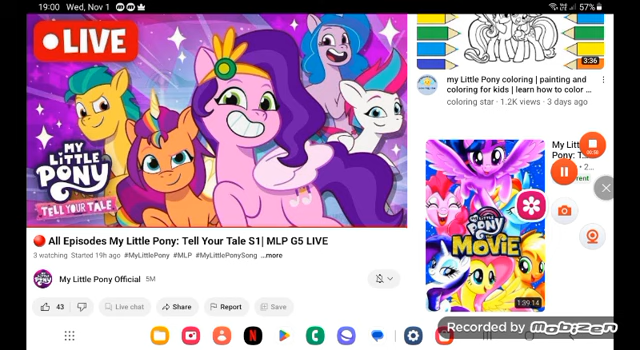 19:00 Wed, Nov 1
57%
LIVE
MY
LITTLE
PONY
TELL YOUR TALE
🔴 All Episodes My Little Pony: Tell Your Tale S1| MLP G5 LIVE
3 watching Started 19h ago #MyLittlePony #MLP #MyLittlePonySong ...more
My Little Pony Official 5M
43
Live chat
Share
Report
Save
3:36
my Little Pony coloring | painting and
coloring for kids | learn how to color ...
coloring star · 1.2K views · 3 days ago
MY LITTLE
PONY
MOVIE
1:39:14
My Li
Pony: T
Recorded by Mobizen